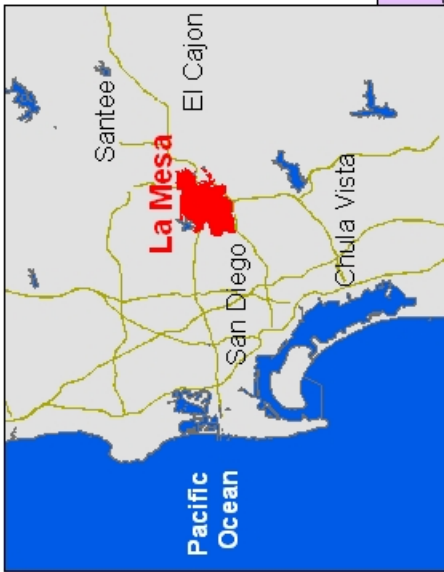 Santee
El Cajon
La Mesa
San Diego
Chula Vista
Pacific
Ocean